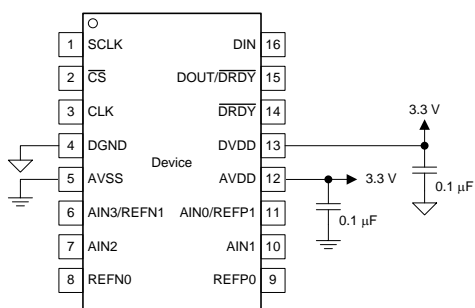 1 SCLK DIN 16
2 CS DOUT/DRDY 15
3 CLK DRDY 14
3.3 V
4 DGND DVDD 13
Device
5 AVSS AVDD 12 3.3 V
0.1 μF
6 AIN3/REFN1 AIN0/REFP1 11
0.1 μF
7 AIN2 AIN1 10
8 REFN0 REFP0 9